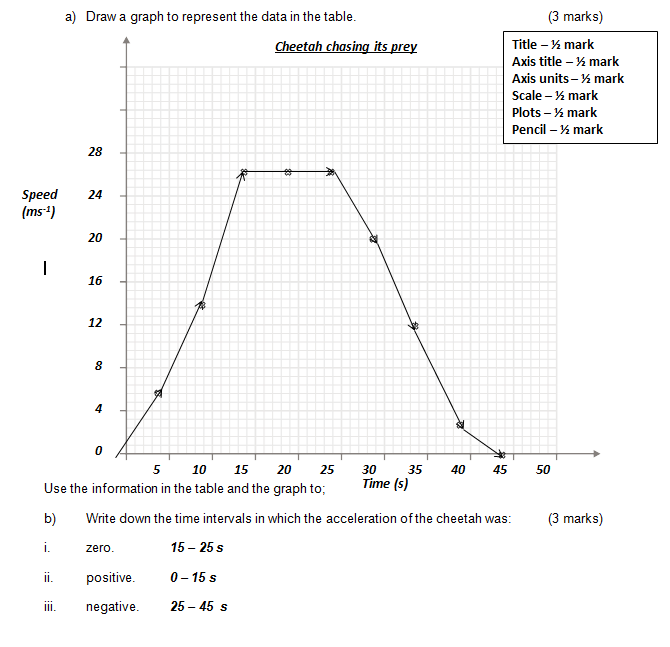 a) Draw a graph to represent the data in the table. (3 marks)
Cheetah chasing its prey
Title – ½ mark
Axis title – ½ mark
Axis units – ½ mark
Scale – ½ mark
Plots – ½ mark
Pencil – ½ mark
28
Speed 24
(ms⁻¹)
20
16
12
8
4
0
5 10 15 20 25 30 35 40 45 50
Time (s)
Use the information in the table and the graph to;
b) Write down the time intervals in which the acceleration of the cheetah was: (3 marks)
i. zero. 15 – 25 s
ii. positive. 0 – 15 s
iii. negative. 25 – 45 s